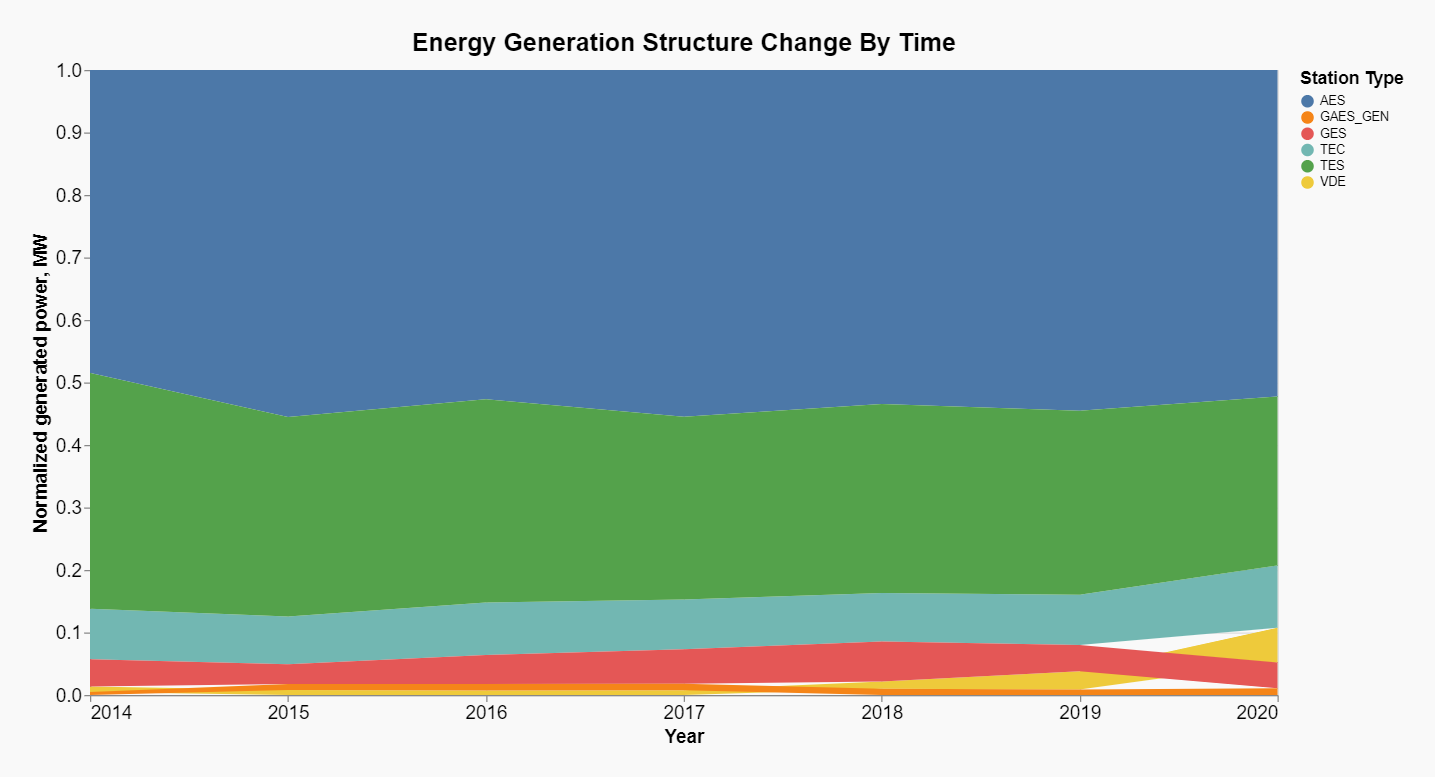 Energy Generation Structure Change By Time
Station Type
AES
GAES_GEN
GES
TEC
TES
VDE
Normalized generated power, MW
1.0
0.9
0.8
0.7
0.6
0.5
0.4
0.3
0.2
0.1
0.0
2014 2015 2016 2017 2018 2019 2020
Year